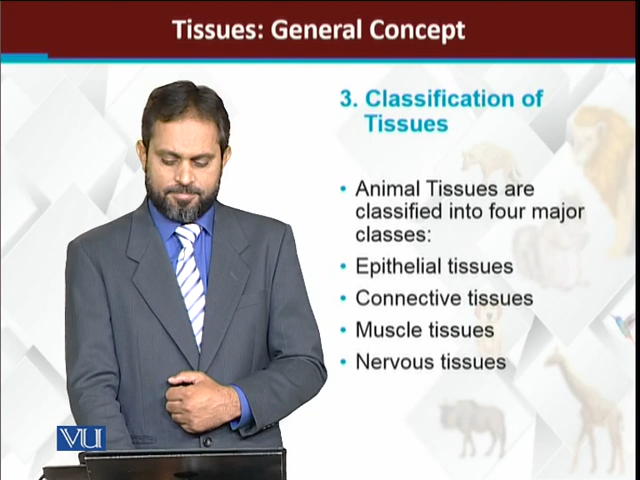 Tissues: General Concept
3. Classification of
Tissues
• Animal Tissues are
classified into four major
classes:
• Epithelial tissues
• Connective tissues
• Muscle tissues
• Nervous tissues
VU